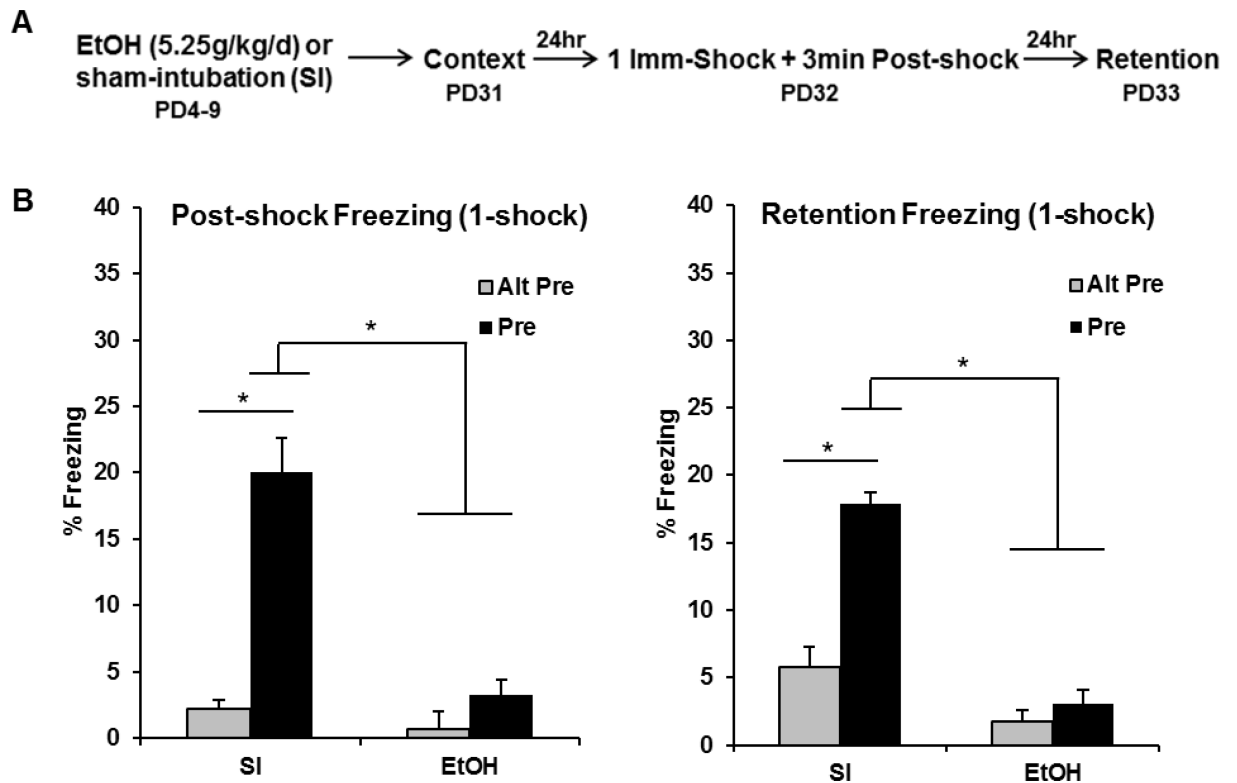 A
EtOH (5.25g/kg/d) or
sham-intubation (SI)
PD4-9
Context
PD31
24hr
1 Imm-Shock + 3min Post-shock
PD32
24hr
Retention
PD33
B
Post-shock Freezing (1-shock)
% Freezing
40
35
30
25
20
15
10
5
0
Alt Pre
Pre
*
*
SI
EtOH
Retention Freezing (1-shock)
% Freezing
40
35
30
25
20
15
10
5
0
Alt Pre
Pre
*
*
SI
EtOH